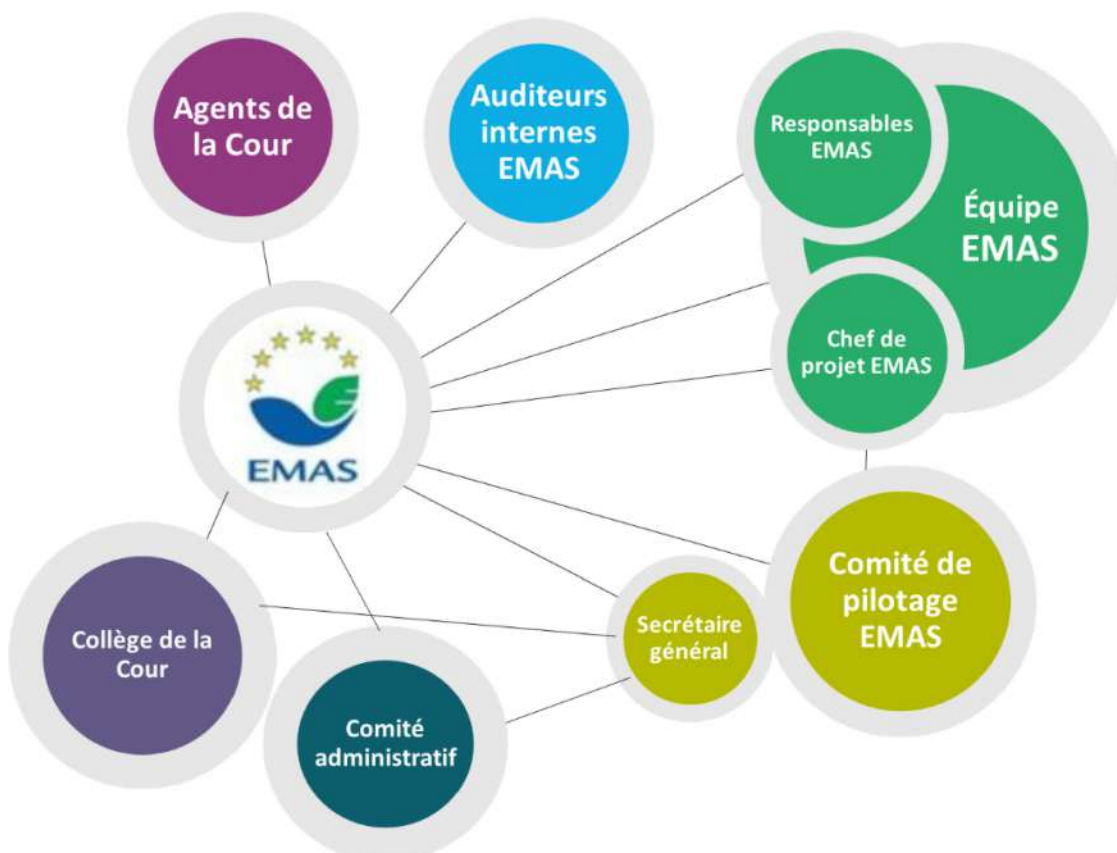 Agents de
la Cour
Auditeurs
internes
EMAS
Responsables
EMAS
Équipe
EMAS
Chef de
projet EMAS
EMAS
Comité de
pilotage
EMAS
Secrétaire
général
Collège de la
Cour
Comité
administratif